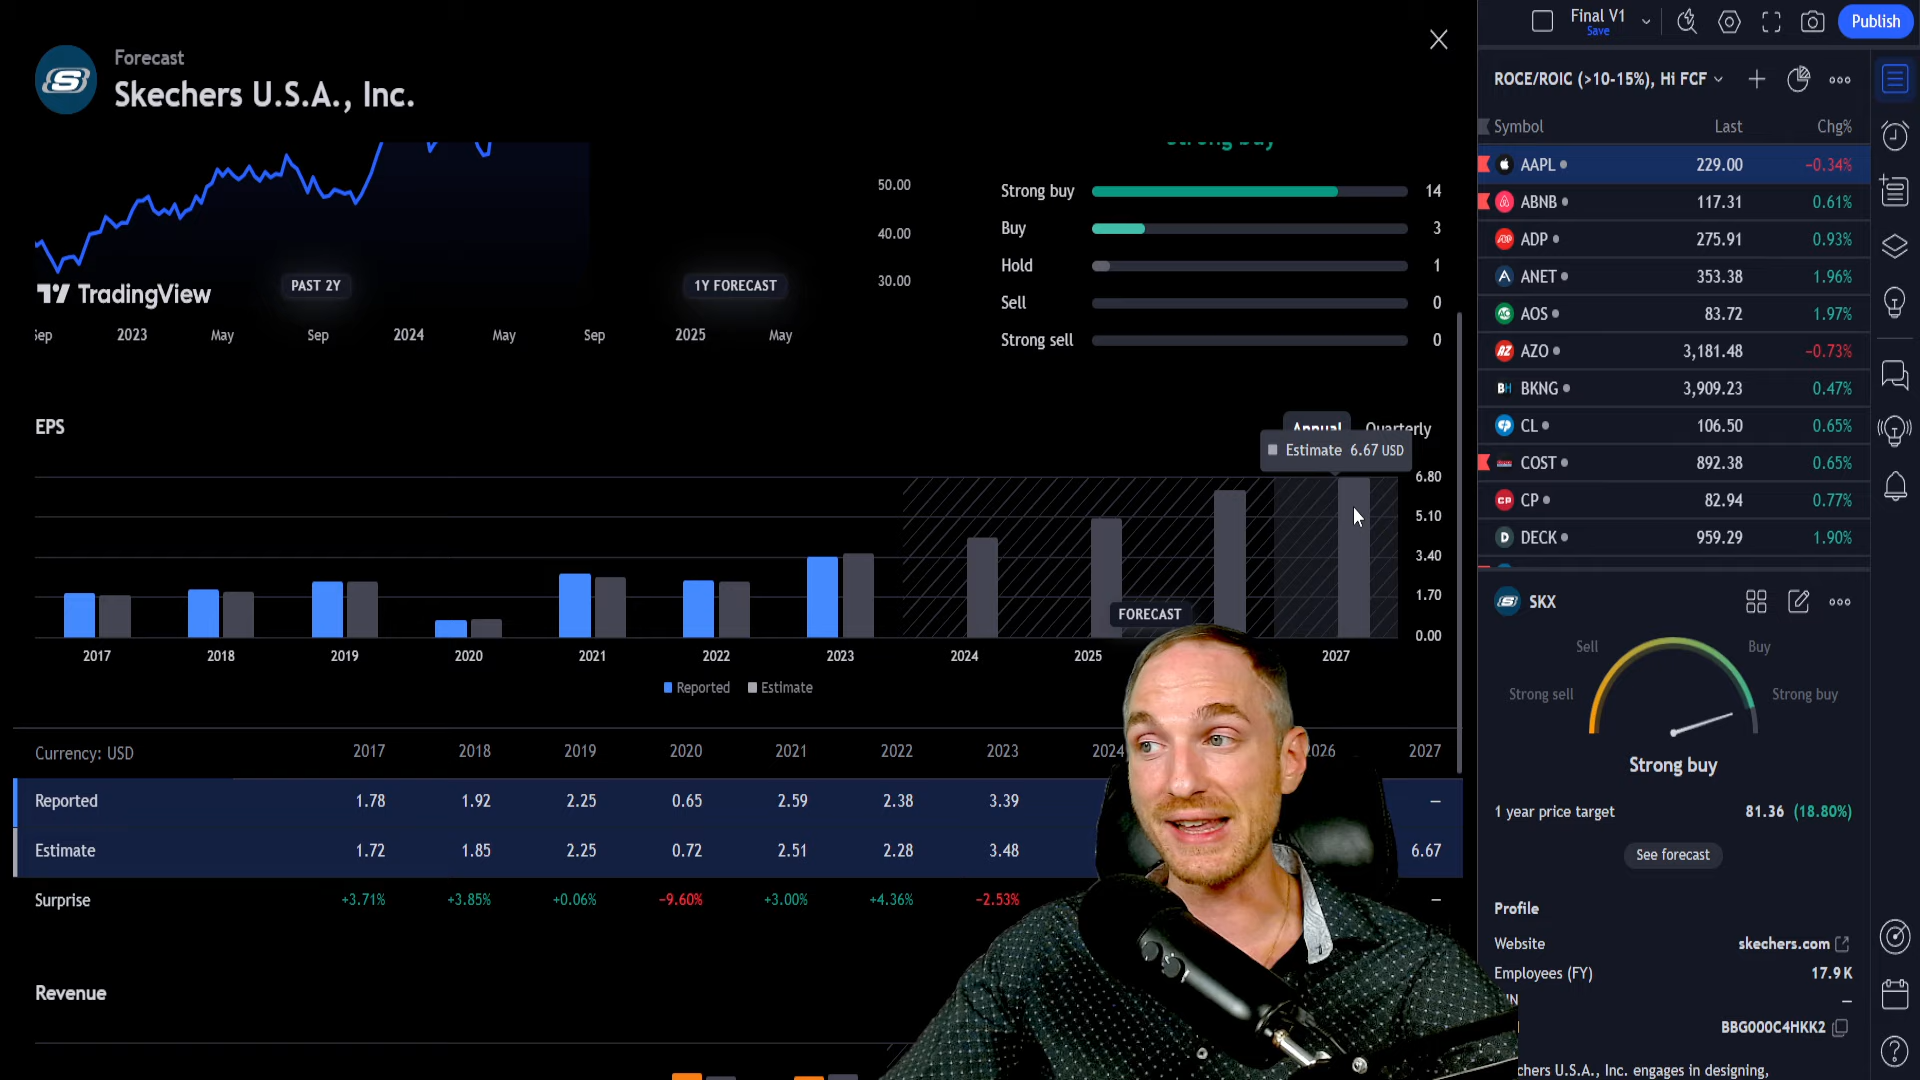 Forecast
Skechers U.S.A., Inc.
Strong buy
Strong buy 14
Buy 3
Hold 1
Sell 0
Strong sell 0
50.00
40.00
30.00
TradingView
PAST 2Y
1Y FORECAST
2023 May Sep 2024 May Sep 2025 May
EPS
Annual Quarterly
Estimate 6.67 USD
6.80
5.10
3.40
1.70
0.00
FORECAST
2017 2018 2019 2020 2021 2022 2023 2024 2025 2027
Reported Estimate
Currency: USD 2017 2018 2019 2020 2021 2022 2023 2024 2027
Reported 1.78 1.92 2.25 0.65 2.59 2.38 3.39 —
Estimate 1.72 1.85 2.25 0.72 2.51 2.28 3.48 6.67
Surprise +3.71% +3.85% +0.06% −9.60% +3.00% +4.36% −2.53% —
Revenue
Final V1
Save
Publish
ROCE/ROIC (>10-15%), Hi FCF
Symbol Last Chg%
AAPL 229.00 −0.34%
ABNB 117.31 0.61%
ADP 275.91 0.93%
ANET 353.38 1.96%
AOS 83.72 1.97%
AZO 3,181.48 −0.73%
BKNG 3,909.23 0.47%
CL 106.50 0.65%
COST 892.38 0.65%
CP 82.94 0.77%
DECK 959.29 1.90%
SKX
Sell Buy
Strong sell Strong buy
Strong buy
1 year price target 81.36 (18.80%)
See forecast
Profile
Website skechers.com
Employees (FY) 17.9K
—
BBG000C4HKK2
U.S.A., Inc. engages in designing,